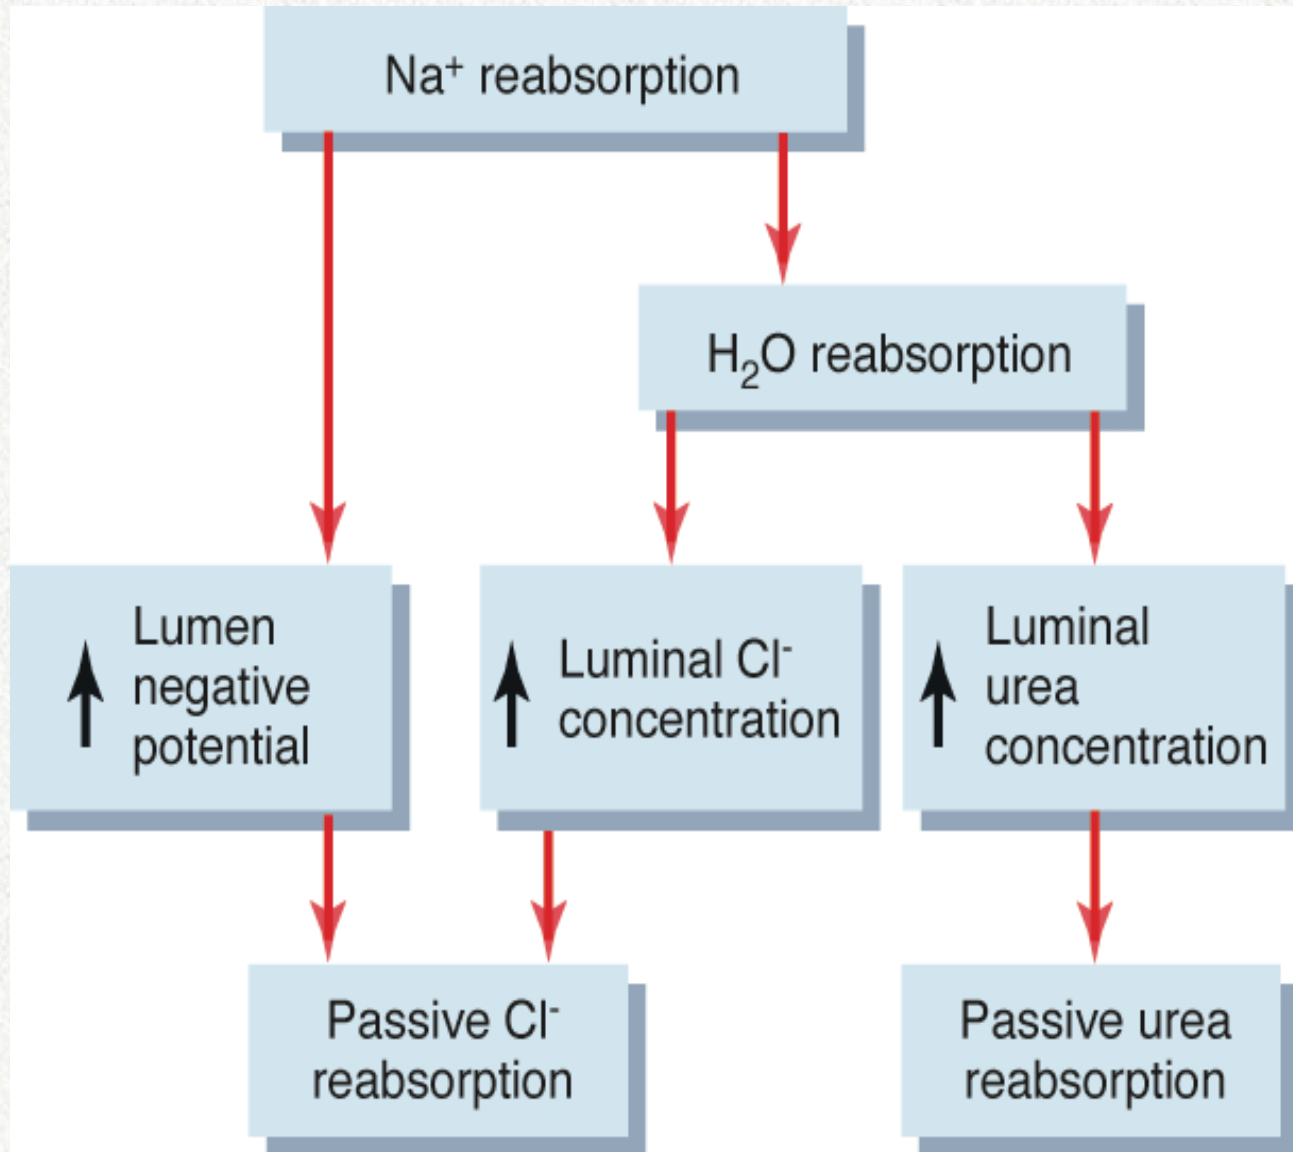 Na⁺ reabsorption
H₂O reabsorption
Lumen
negative
potential
Luminal Cl⁻
concentration
Luminal
urea
concentration
Passive Cl⁻
reabsorption
Passive urea
reabsorption